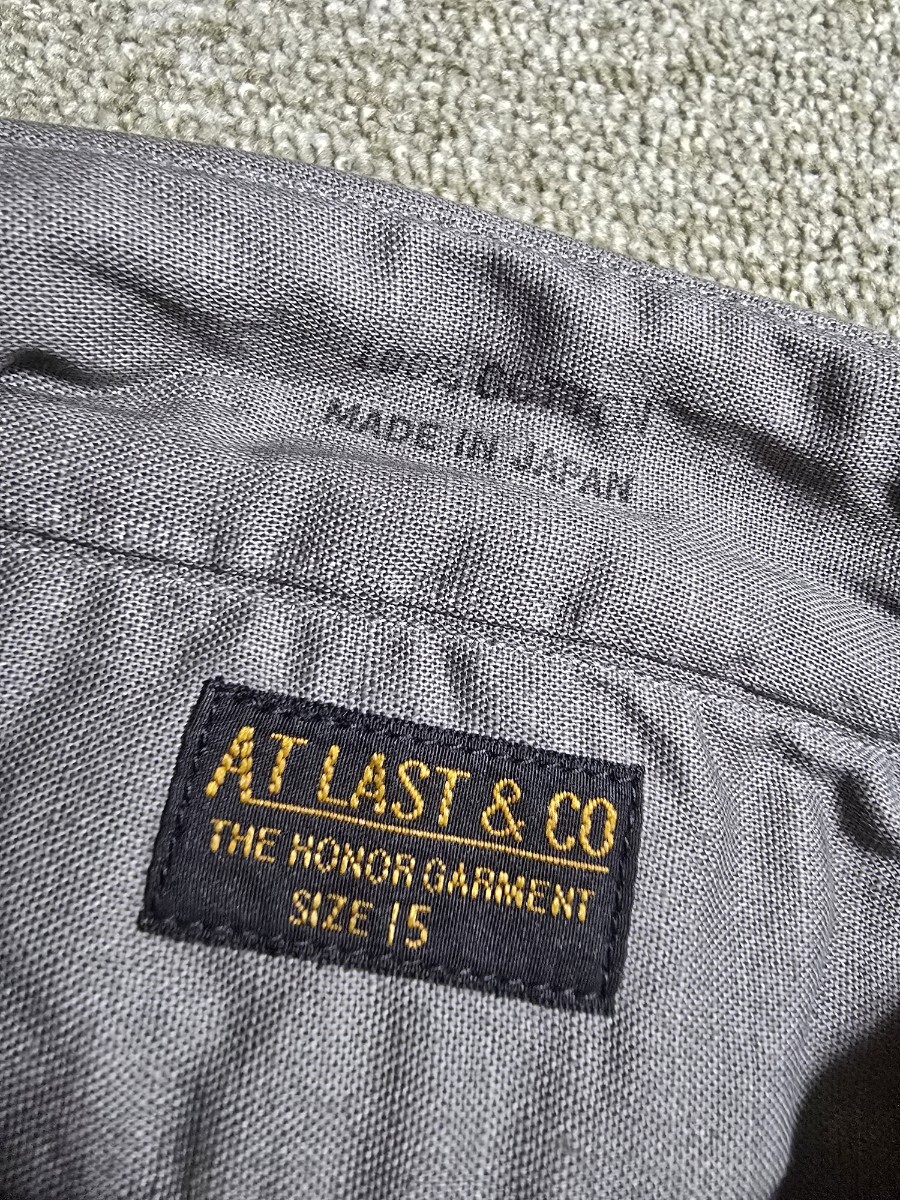 MADE IN JAPAN
AT LAST & CO
THE HONOR GARMENT
SIZE 15